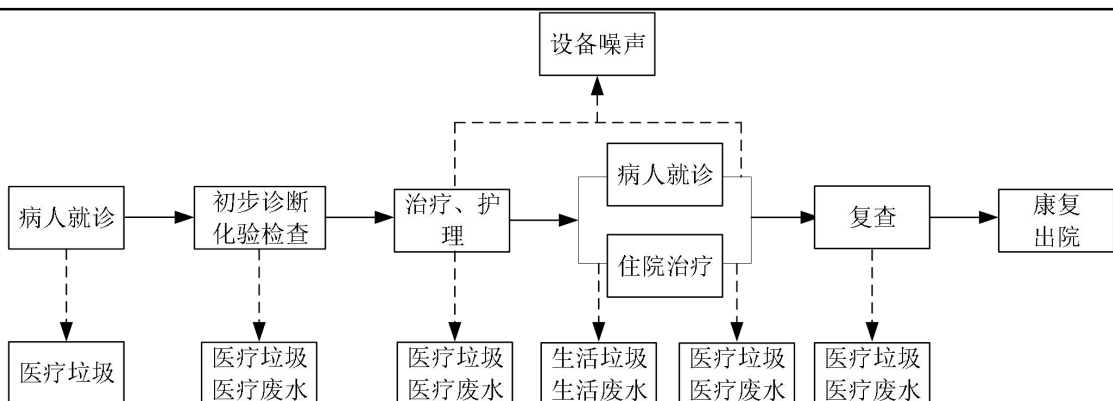 设备噪声
病人就诊
初步诊断
化验检查
治疗、护
理
病人就诊
住院治疗
复查
康复
出院
医疗垃圾
医疗垃圾
医疗废水
医疗垃圾
医疗废水
生活垃圾
生活废水
医疗垃圾
医疗废水
医疗垃圾
医疗废水